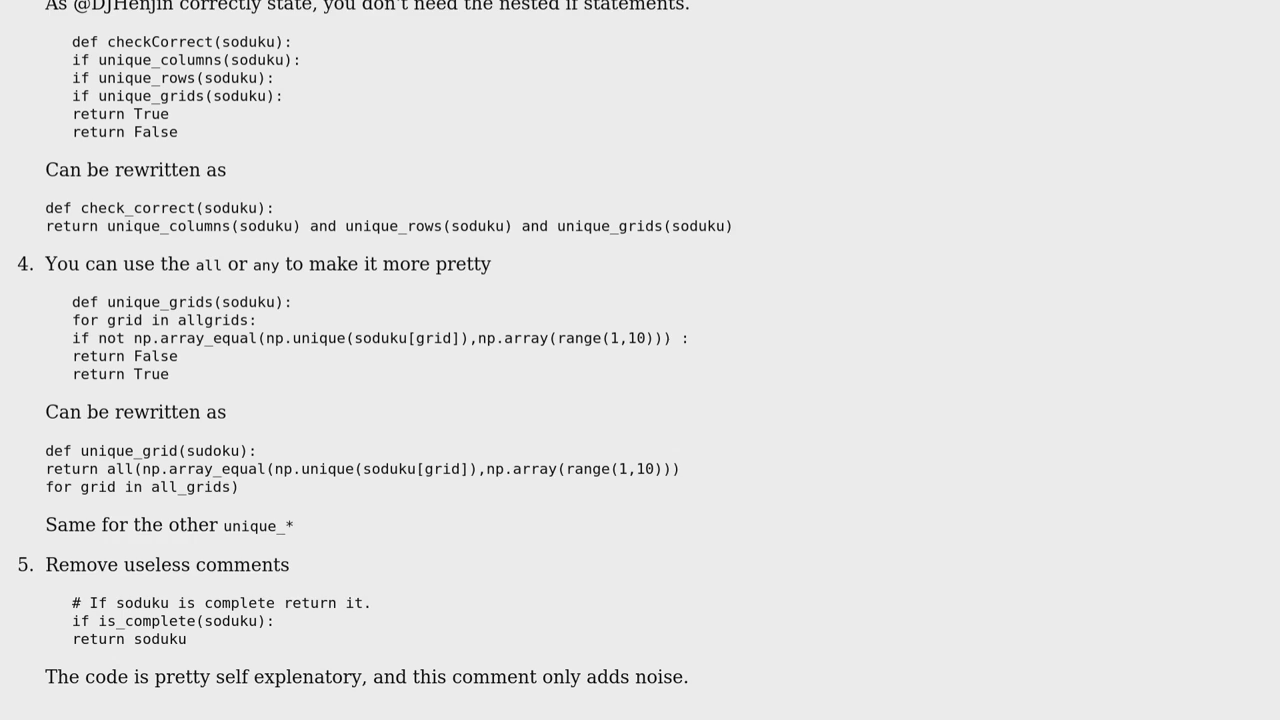 As @DJHenjin correctly state, you don't need the nested if statements.
def checkCorrect(soduku):
if unique_columns(soduku):
if unique_rows(soduku):
if unique_grids(soduku):
return True
return False
Can be rewritten as
def check_correct(soduku):
return unique_columns(soduku) and unique_rows(soduku) and unique_grids(soduku)
4. You can use the all or any to make it more pretty
def unique_grids(soduku):
for grid in allgrids:
if not np.array_equal(np.unique(soduku[grid]),np.array(range(1,10))) :
return False
return True
Can be rewritten as
def unique_grid(sudoku):
return all(np.array_equal(np.unique(soduku[grid]),np.array(range(1,10)))
for grid in all_grids)
Same for the other unique_*
5. Remove useless comments
# If soduku is complete return it.
if is_complete(soduku):
return soduku
The code is pretty self explenatory, and this comment only adds noise.